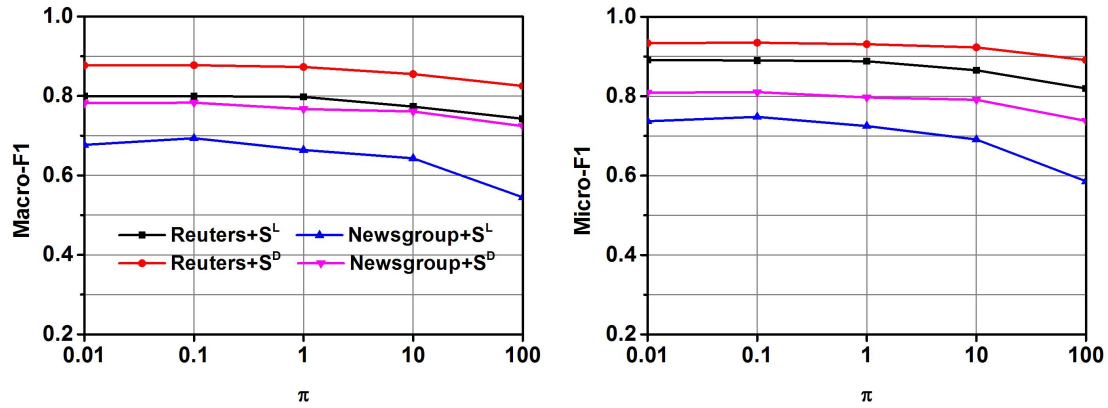 Macro-F1
1.0
0.8
0.6
0.4
0.2
Reuters+S^L
Newsgroup+S^L
Reuters+S^D
Newsgroup+S^D
0.01 0.1 1 10 100
π
Micro-F1
1.0
0.8
0.6
0.4
0.2
0.01 0.1 1 10 100
π